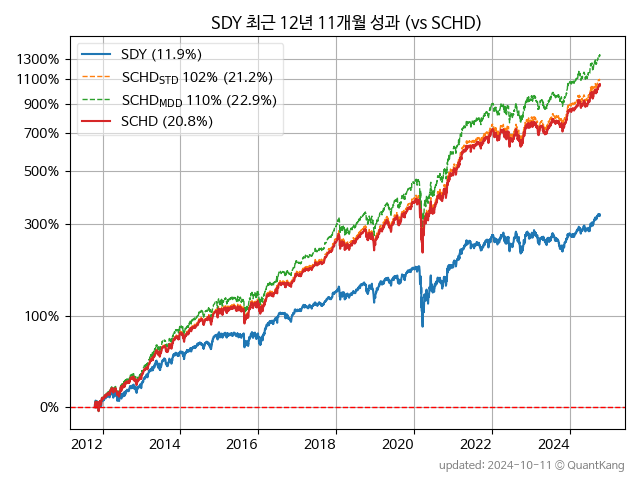 SDY 최근 12년 11개월 성과 (vs SCHD)
SDY (11.9%)
SCHD_STD 102% (21.2%)
SCHD_MDD 110% (22.9%)
SCHD (20.8%)
1300%
1100%
900%
700%
500%
300%
100%
0%
2012 2014 2016 2018 2020 2022 2024
updated: 2024-10-11 © QuantKang